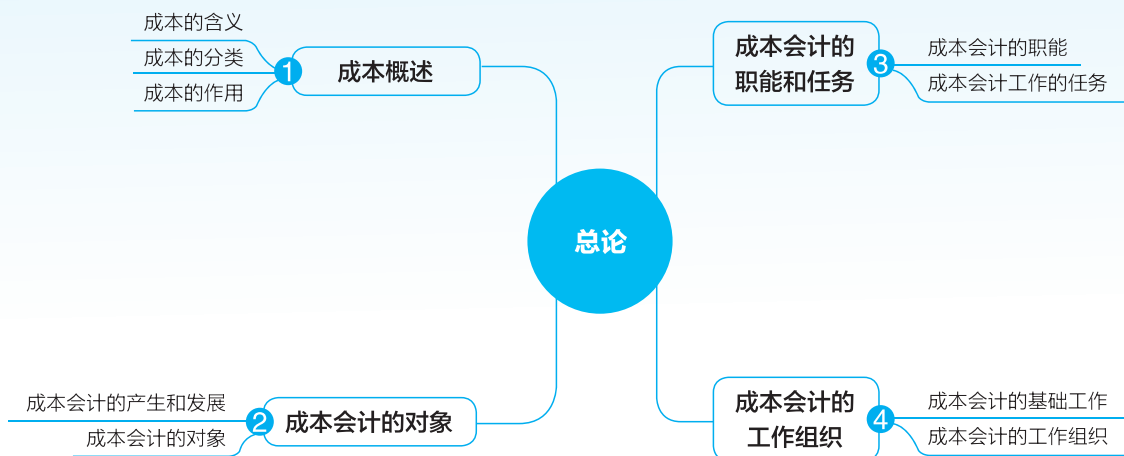 成本的含义
成本的分类
成本的作用
1
成本概述
总论
成本会计的产生和发展
成本会计的对象
2
成本会计的对象
成本会计的
职能和任务
3
成本会计的职能
成本会计工作的任务
成本会计的
工作组织
4
成本会计的基础工作
成本会计的工作组织